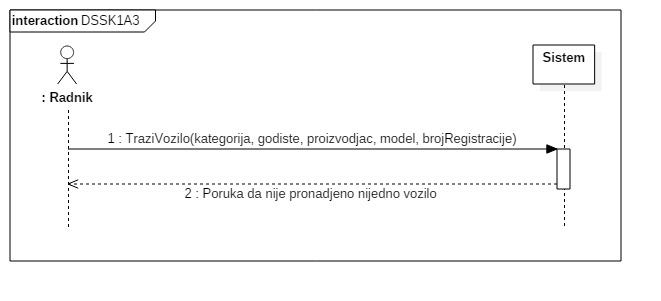 interaction DSSK1A3
Sistem
: Radnik
1 : TraziVozilo(kategorija, godiste, proizvodjac, model, brojRegistracije)
2 : Poruka da nije pronadjeno nijedno vozilo